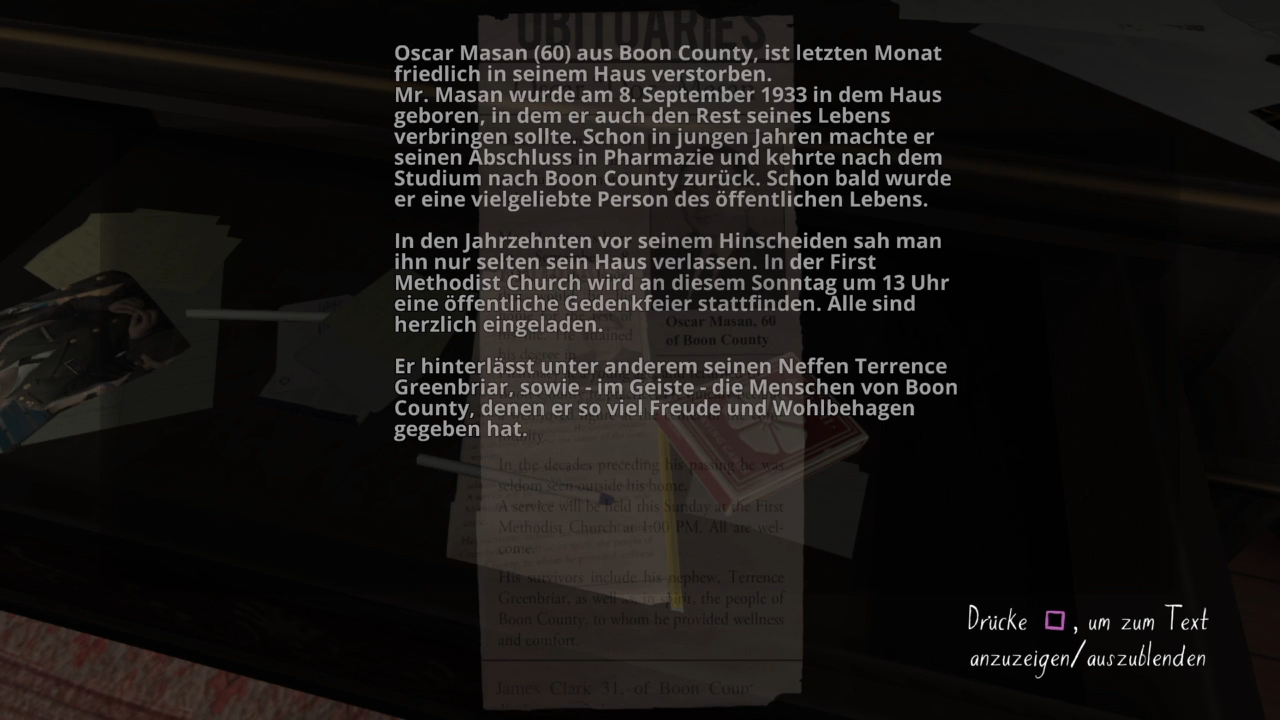 OBITUARIES
Oscar Masan (60) aus Boon County, ist letzten Monat
friedlich in seinem Haus verstorben.
Mr. Masan wurde am 8. September 1933 in dem Haus
geboren, in dem er auch den Rest seines Lebens
verbringen sollte. Schon in jungen Jahren machte er
seinen Abschluss in Pharmazie und kehrte nach dem
Studium nach Boon County zurück. Schon bald wurde
er eine vielgeliebte Person des öffentlichen Lebens.
In den Jahrzehnten vor seinem Hinscheiden sah man
ihn nur selten sein Haus verlassen. In der First
Methodist Church wird an diesem Sonntag um 13 Uhr
eine öffentliche Gedenkfeier stattfinden. Alle sind
herzlich eingeladen.
Er hinterlässt unter anderem seinen Neffen Terrence
Greenbriar, sowie - im Geiste - die Menschen von Boon
County, denen er so viel Freude und Wohlbehagen
gegeben hat.
Oscar Masan, 60
of Boon County
his life. He attained
his degree in
In the decades preceding his passing he was
seldom seen outside his home.
A service will be held this Sunday at the First
Methodist Church at 1:00 PM. All are wel-
come.
His survivors include his nephew, Terrence
Greenbriar, as well as, in spirit, the people of
Boon County, to whom he provided wellness
and comfort.
James Clark 31, of Boon Coun
Drücke , um zum Text
anzuzeigen/auszublenden